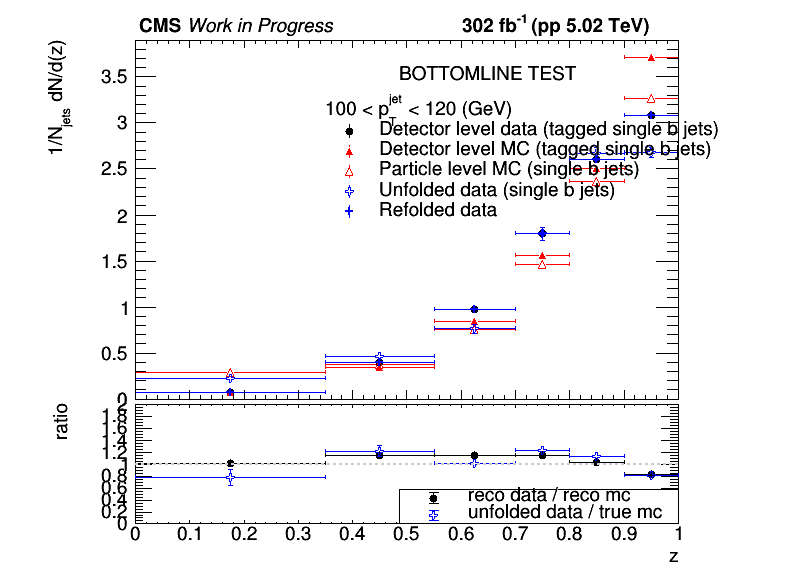 CMS Work in Progress 302 fb-1 (pp 5.02 TeV)
1/Njets dN/d(z)
BOTTOMLINE TEST
100 < pTjet < 120 (GeV)
Detector level data (tagged single b jets)
Detector level MC (tagged single b jets)
Particle level MC (single b jets)
Unfolded data (single b jets)
Refolded data
3.5
3
2.5
2
1.5
1
0.5
0
ratio
2
1.8
1.6
1.4
1.2
1
0.8
0.6
0.4
0.2
0
reco data / reco mc
unfolded data / true mc
0 0.1 0.2 0.3 0.4 0.5 0.6 0.7 0.8 0.9 1
z